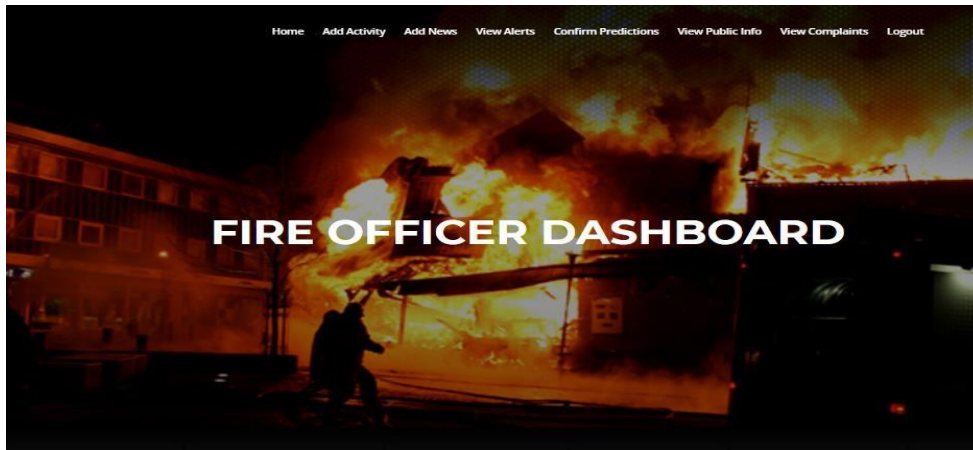 Home Add Activity Add News View Alerts Confirm Predictions View Public Info View Complaints Logout
FIRE OFFICER DASHBOARD